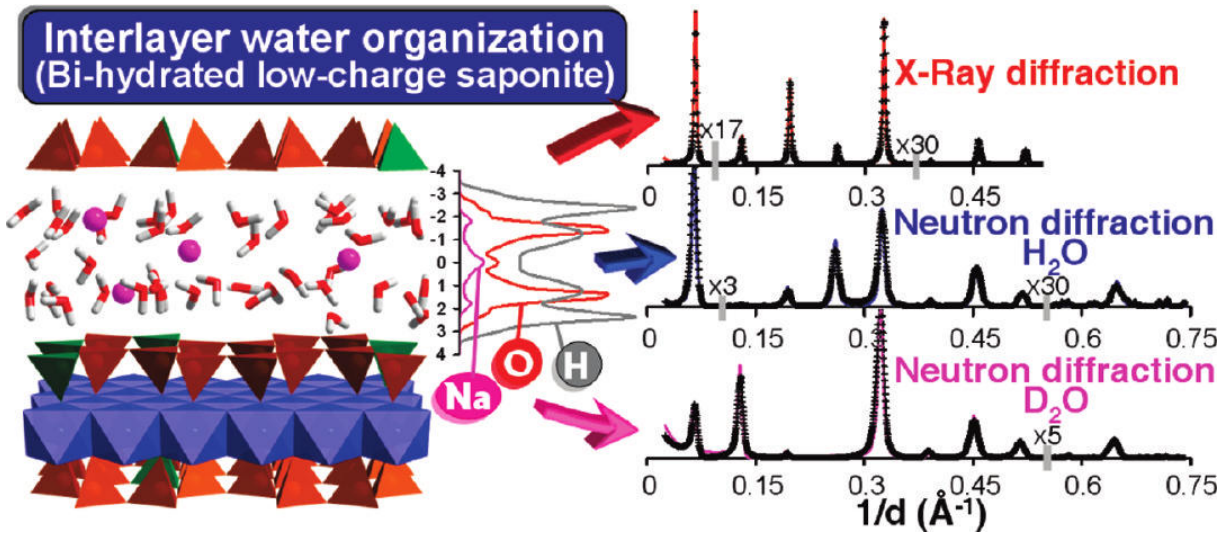 Interlayer water organization
(Bi-hydrated low-charge saponite)
-4
-3
-2
-1
0
1
2
3
4
Na
O
H
X-Ray diffraction
x17
x30
0 0.15 0.3 0.45
Neutron diffraction
H₂O
x3
x30
0 0.15 0.3 0.45 0.6 0.75
Neutron diffraction
D₂O
x5
0 0.15 0.3 0.45 0.6 0.75
1/d (Å⁻¹)